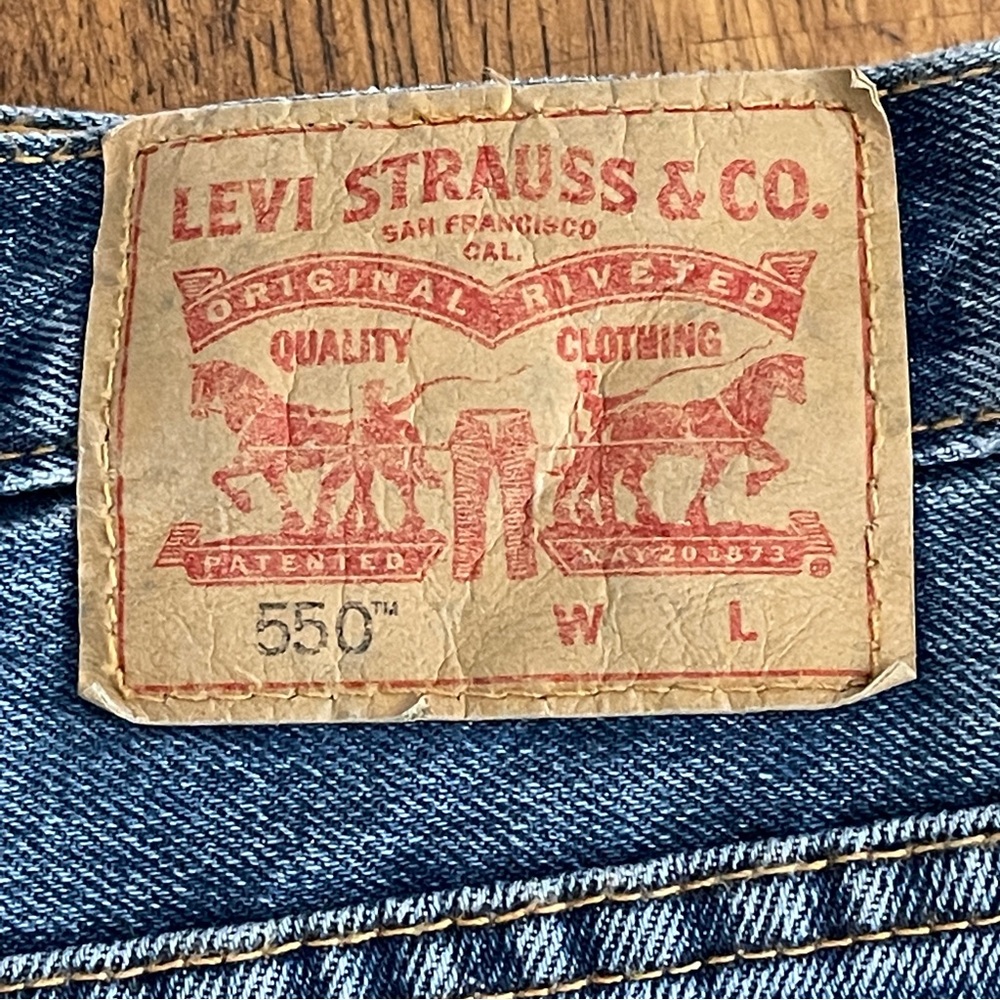 LEVI STRAUSS & CO.
SAN FRANCISCO
CAL.
ORIGINAL RIVETED
QUALITY CLOTHING
PATENTED MAY 20 1873
550™ W L